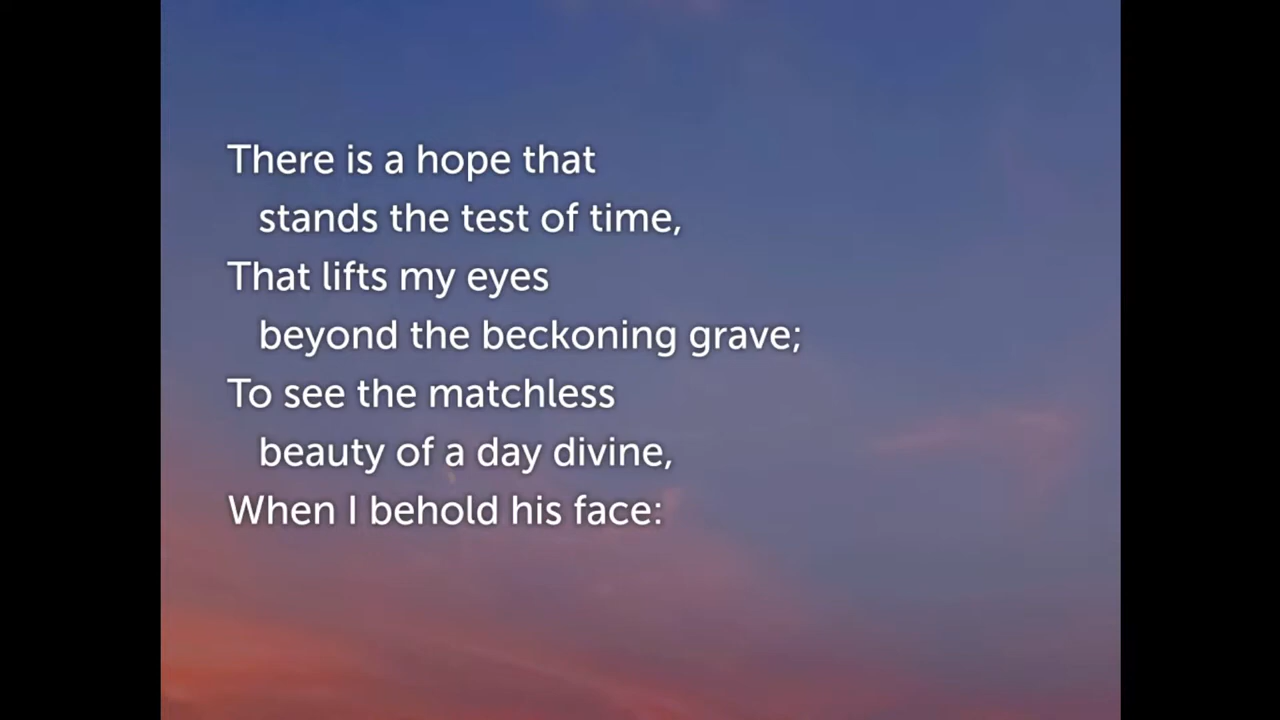 There is a hope that
stands the test of time,
That lifts my eyes
beyond the beckoning grave;
To see the matchless
beauty of a day divine,
When I behold his face: